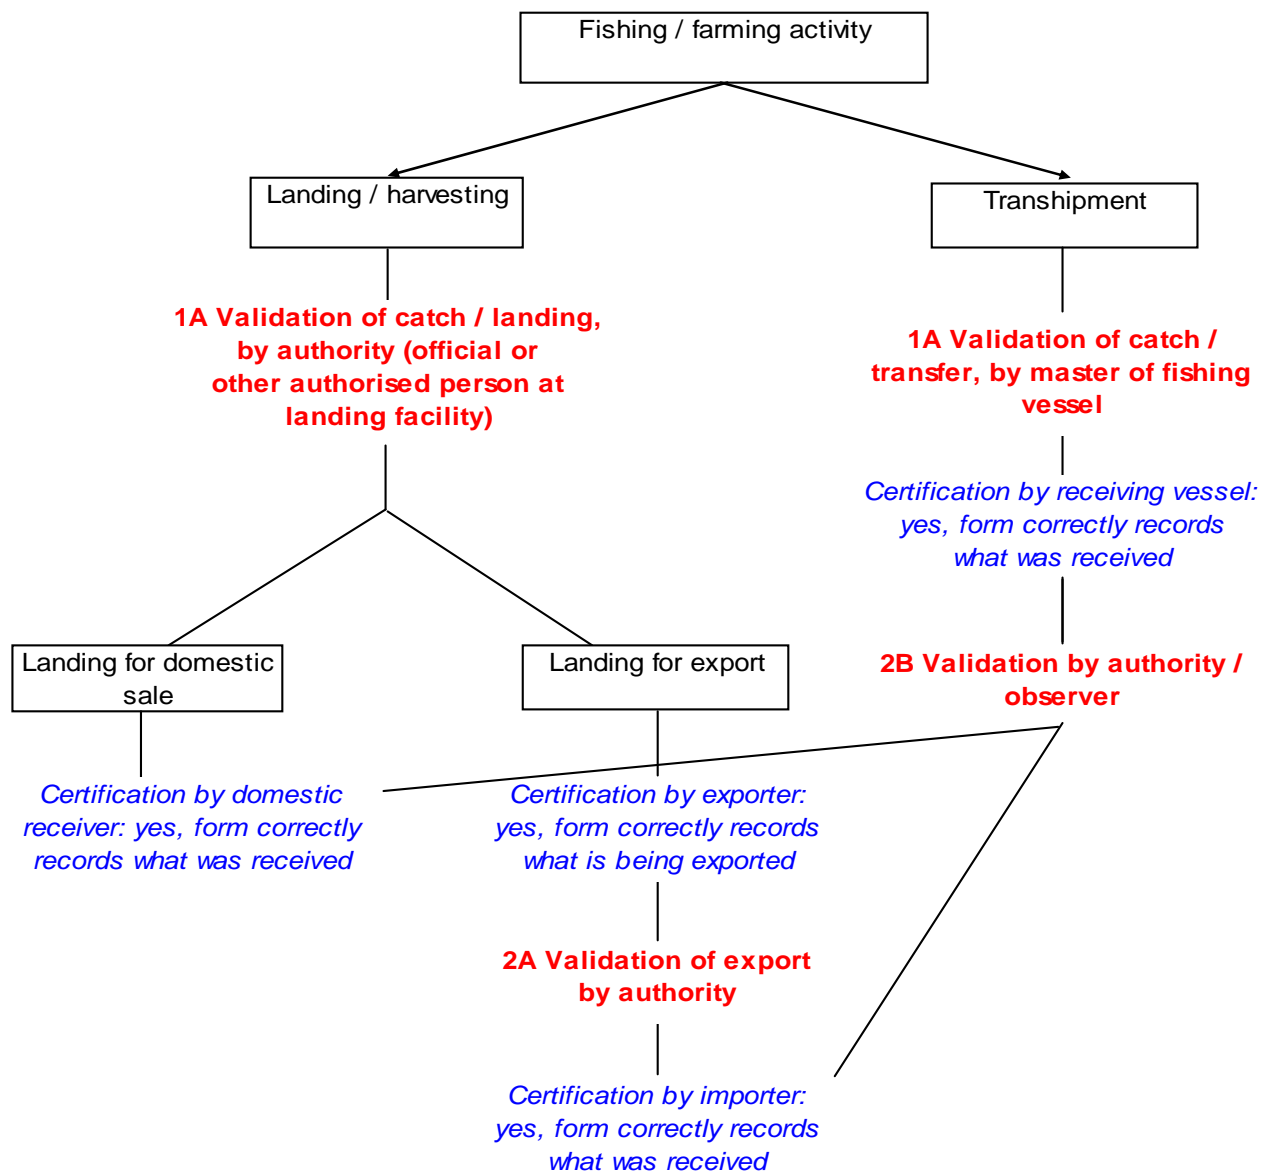 Fishing / farming activity
Landing / harvesting
Transhipment
1A Validation of catch / landing,
by authority (official or
other authorised person at
landing facility)
1A Validation of catch /
transfer, by master of fishing
vessel
Certification by receiving vessel:
yes, form correctly records
what was received
Landing for domestic
sale
Landing for export
2B Validation by authority /
observer
Certification by domestic
receiver: yes, form correctly
records what was received
Certification by exporter:
yes, form correctly records
what is being exported
2A Validation of export
by authority
Certification by importer:
yes, form correctly records
what was received